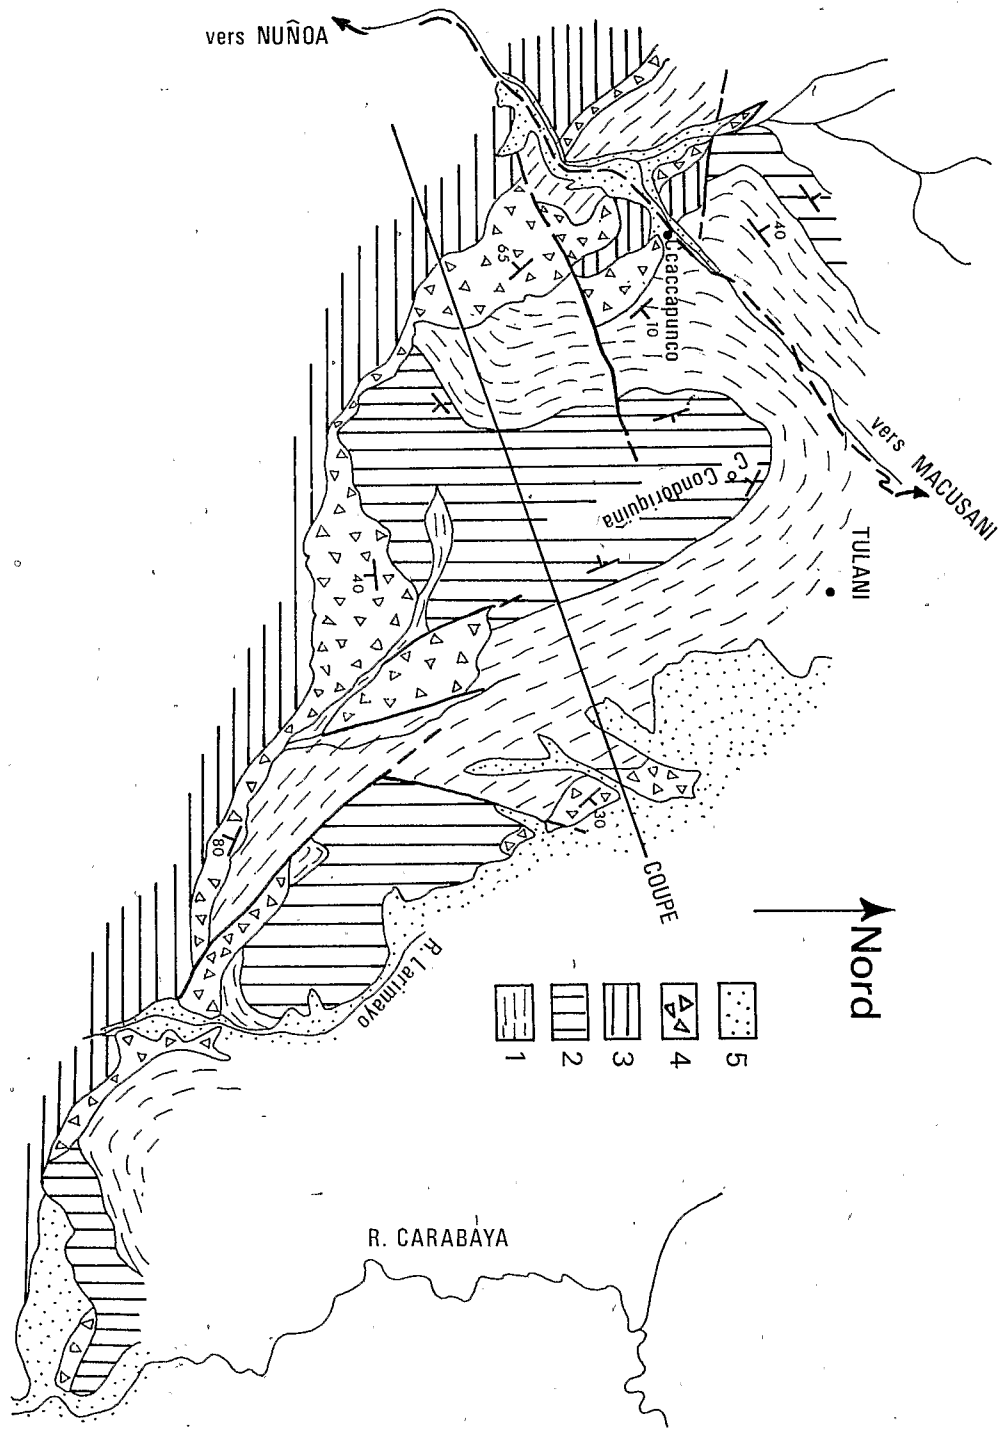 vers NUÑOA
40
65
Icaccapunco
10
vers MACUSANI
C° Condoriquiña
TULANI
40
30
80
COUPE
Nord
R. Larimayo
1
2
3
4
5
R. CARABAYA